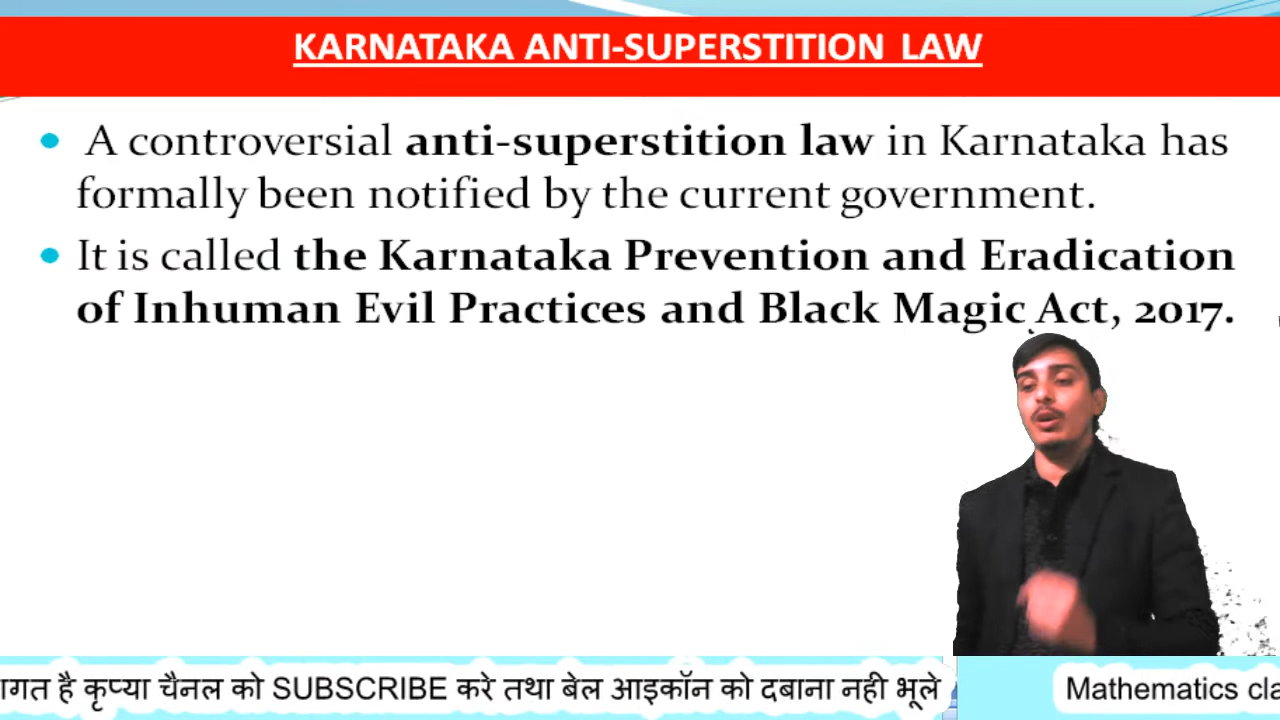 KARNATAKA ANTI-SUPERSTITION LAW
A controversial anti-superstition law in Karnataka has
formally been notified by the current government.
It is called the Karnataka Prevention and Eradication
of Inhuman Evil Practices and Black Magic Act, 2017.
है कृप्या चैनल को SUBSCRIBE करे तथा बेल आइकॉन को दबाना नही भूले
Mathematics